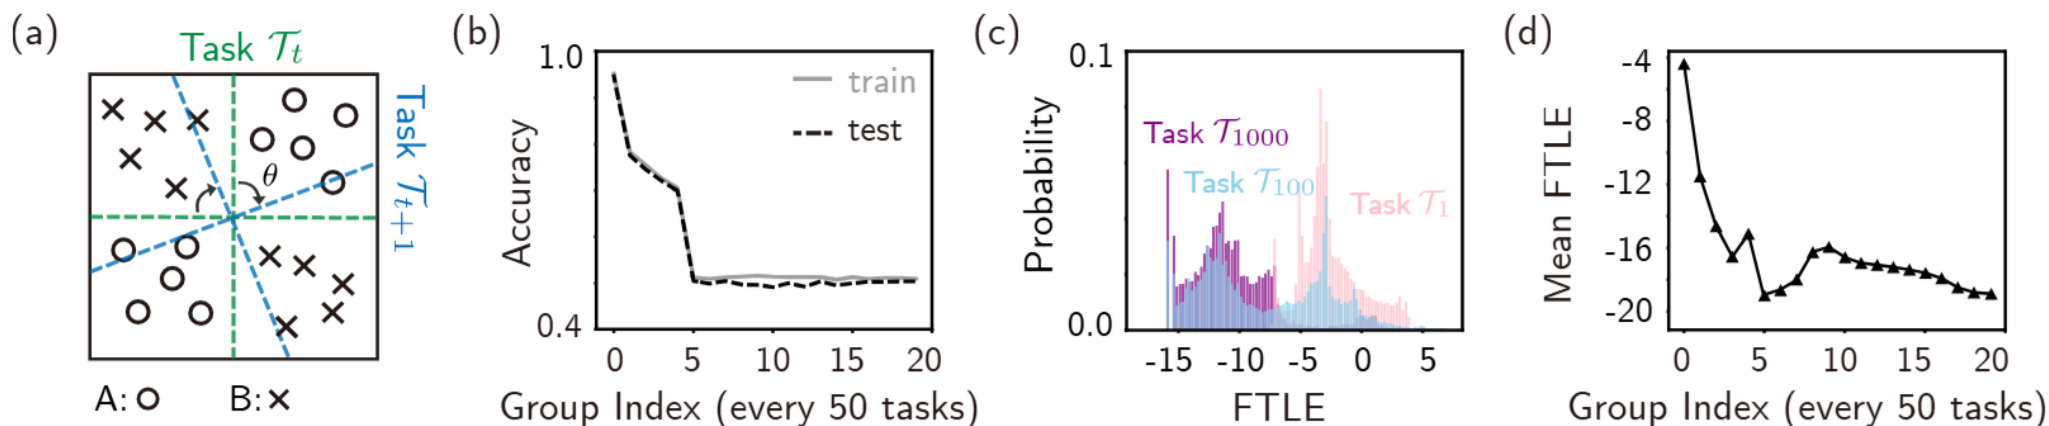 (a)
Task 𝒯t
Task 𝒯t+1
θ
A: B:
(b)
1.0
0.4
Accuracy
train
test
0 5 10 15 20
Group Index (every 50 tasks)
(c)
0.1
0.0
Probability
Task 𝒯1000
Task 𝒯100
Task 𝒯1
-15 -10 -5 0 5
FTLE
(d)
-4
-8
-12
-16
-20
Mean FTLE
0 5 10 15 20
Group Index (every 50 tasks)